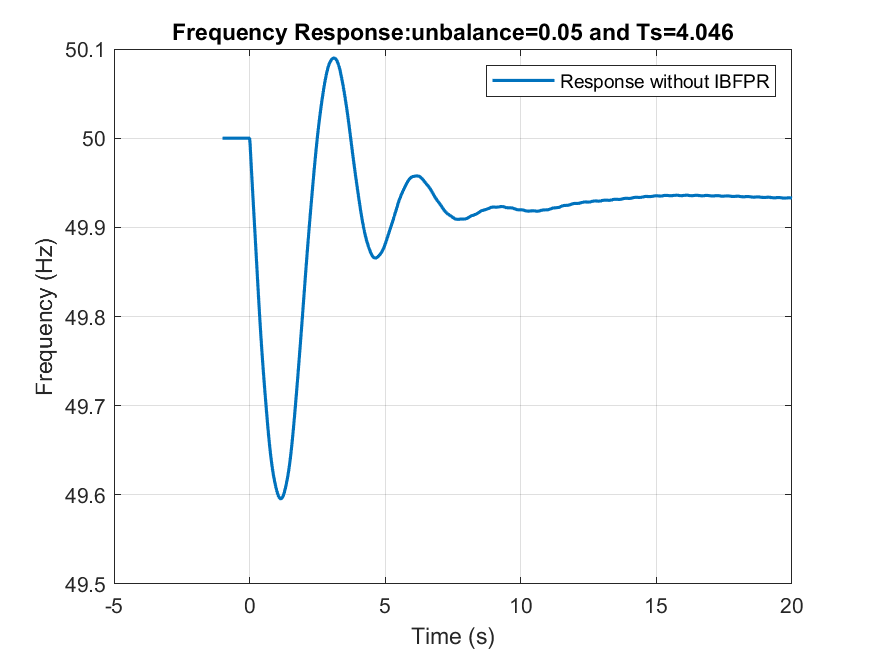 Frequency Response:unbalance=0.05 and Ts=4.046
Response without IBFPR
50.1
50
49.9
49.8
49.7
49.6
49.5
Frequency (Hz)
-5 0 5 10 15 20
Time (s)